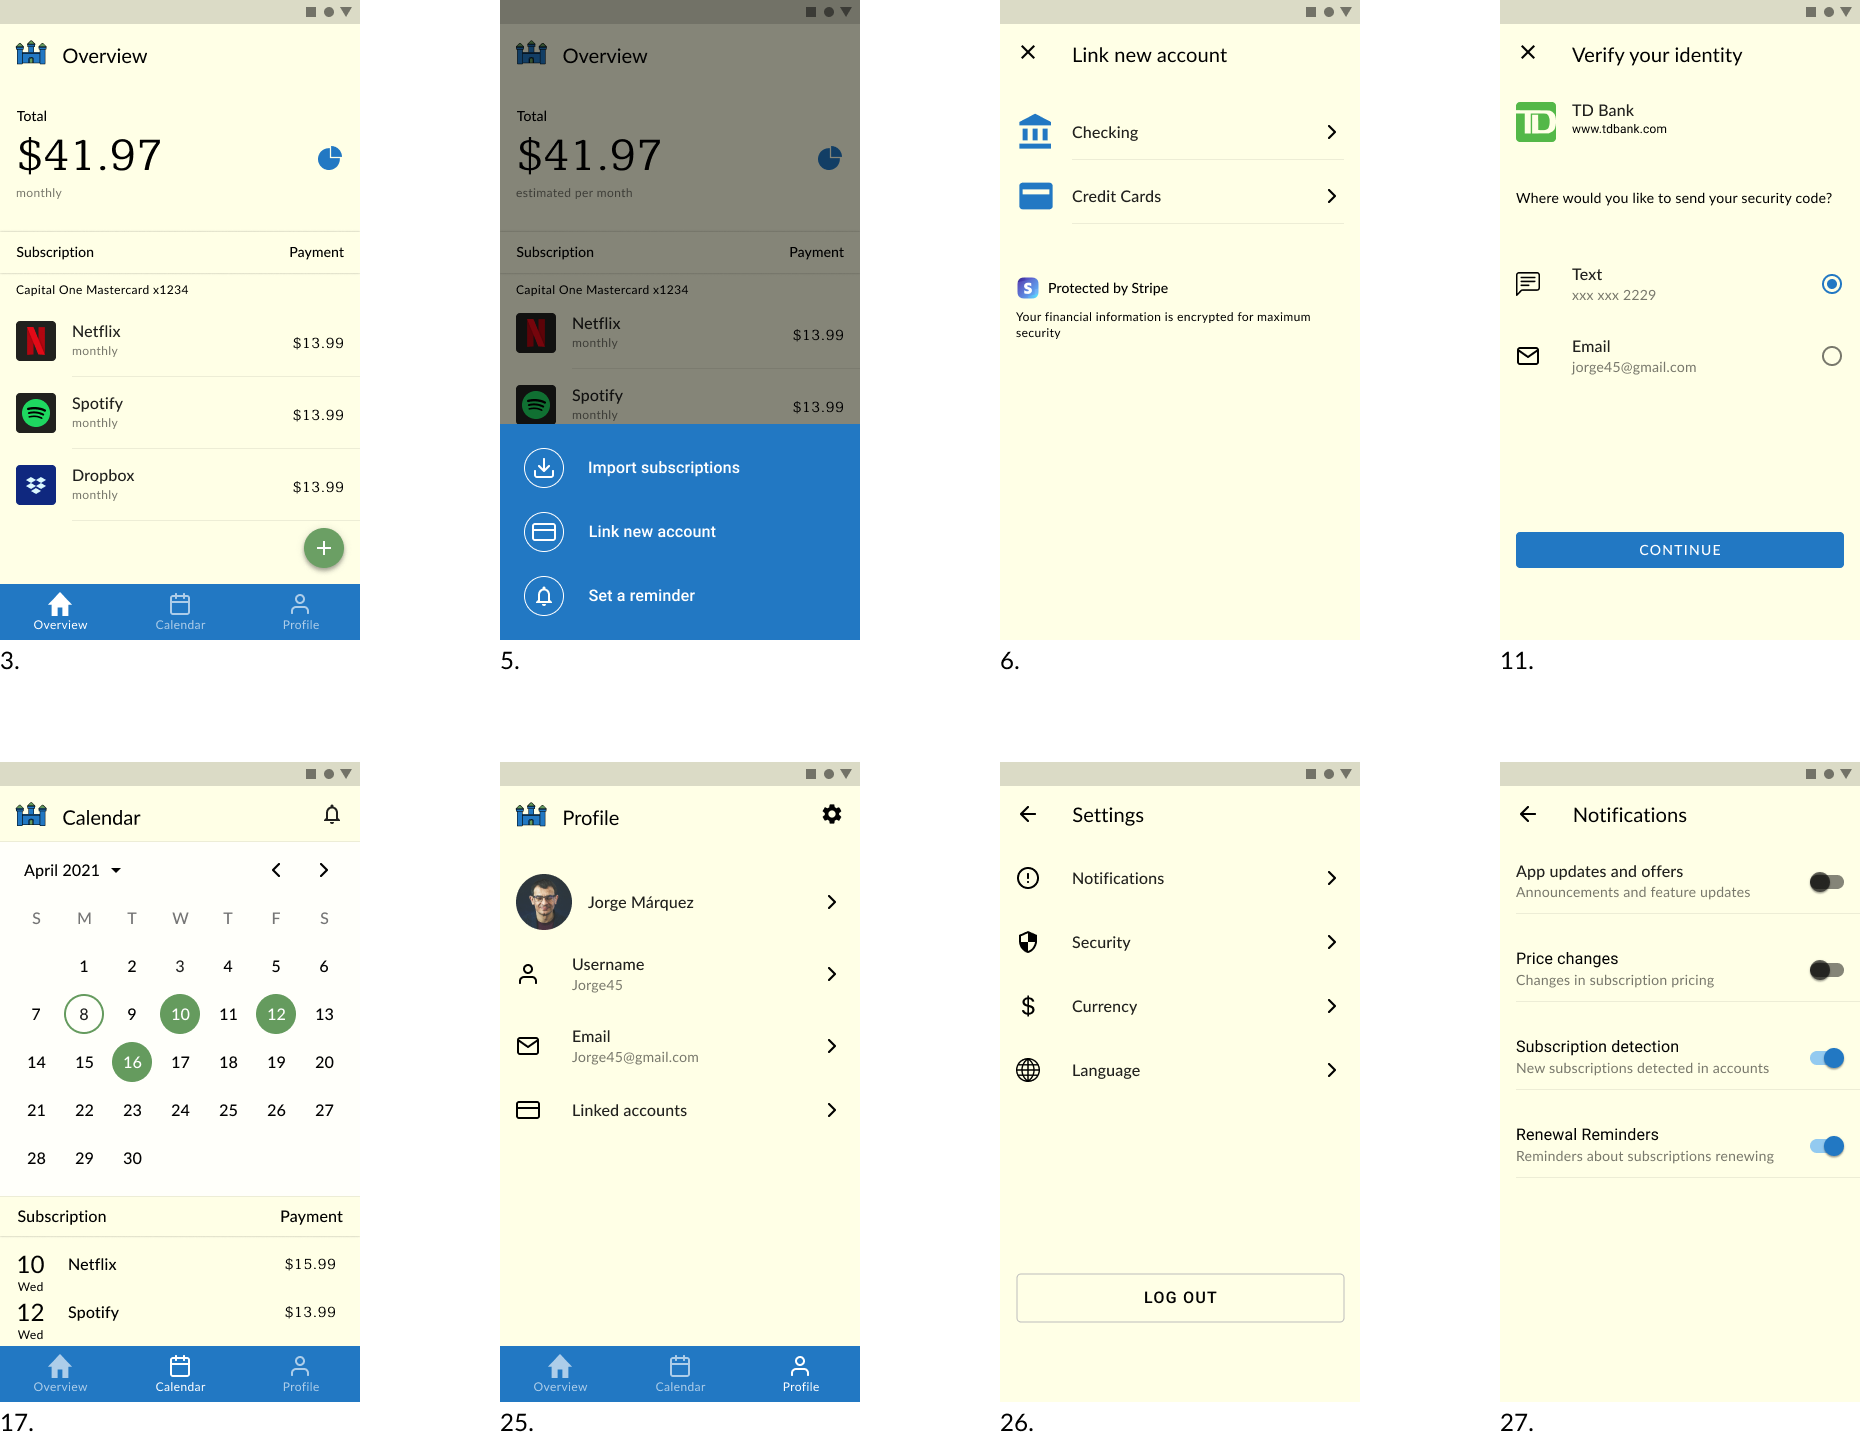 Overview
Total
$41.97
monthly
Subscription Payment
Capital One Mastercard x1234
Netflix
monthly
$13.99
Spotify
monthly
$13.99
Dropbox
monthly
$13.99
Overview Calendar Profile
3.
Overview
Total
$41.97
estimated per month
Subscription Payment
Capital One Mastercard x1234
Netflix
monthly
$13.99
Spotify
monthly
$13.99
Import subscriptions
Link new account
Set a reminder
5.
Link new account
Checking
Credit Cards
S Protected by Stripe
Your financial information is encrypted for maximum
security
6.
Verify your identity
TD
TD Bank
www.tdbank.com
Where would you like to send your security code?
Text
xxx xxx 2229
Email
jorge45@gmail.com
CONTINUE
11.
Calendar
April 2021
S M T W T F S
1 2 3 4 5 6
7 8 9 10 11 12 13
14 15 16 17 18 19 20
21 22 23 24 25 26 27
28 29 30
Subscription Payment
10 Netflix $15.99
Wed
12 Spotify $13.99
Wed
Overview Calendar Profile
17.
Profile
Jorge Márquez
Username
Jorge45
Email
Jorge45@gmail.com
Linked accounts
Overview Calendar Profile
25.
Settings
Notifications
Security
$ Currency
Language
LOG OUT
26.
Notifications
App updates and offers
Announcements and feature updates
Price changes
Changes in subscription pricing
Subscription detection
New subscriptions detected in accounts
Renewal Reminders
Reminders about subscriptions renewing
27.